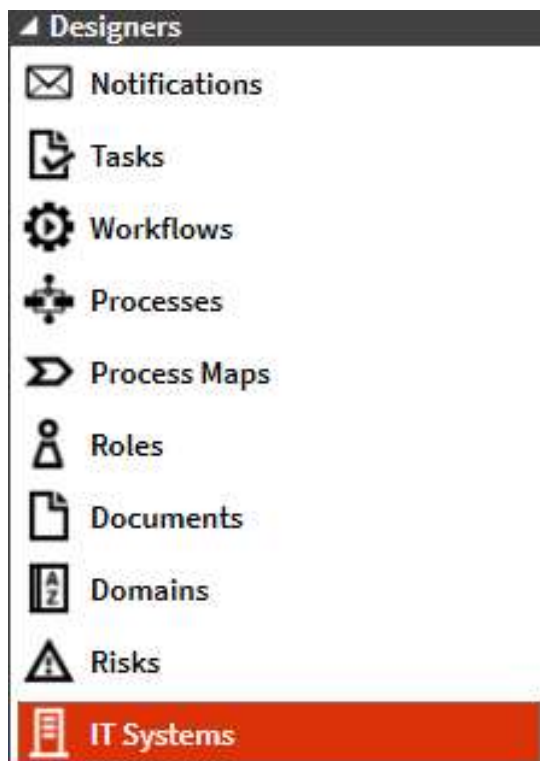 Designers
Notifications
Tasks
Workflows
Processes
Process Maps
Roles
Documents
A
Z
Domains
Risks
IT Systems